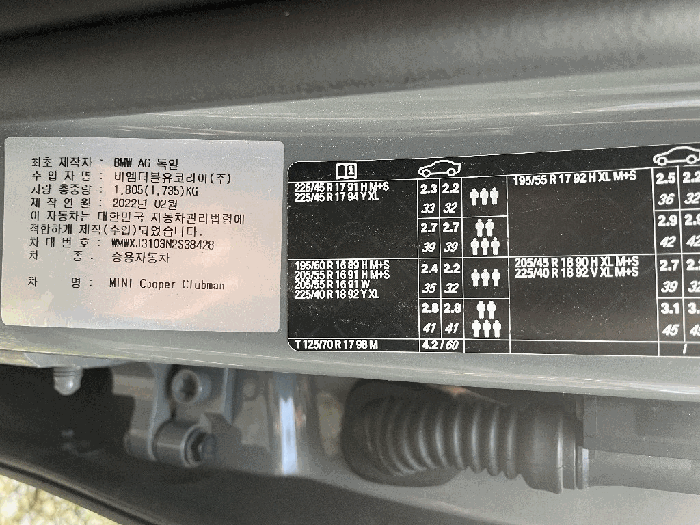 최초 제작자 : BMW AG 독일
수 입 자 명 : 비엠더블유코리아(주)
차량 총중량 : 1,805(1,735)KG
제 작 연 월 : 2022년 02월
이 자동차는 대한민국 자동차관리법령에
적합하게 제작(수입)되었습니다.
차 대 번 호 :
차 종 : 승용자동차
차 명 : MINI Cooper Clubman
225/45 R 17 91 H M+S
225/45 R 17 94 Y XL
2.3 2.2
33 32
2.7 2.7
39 39
195/60 R 16 89 H M+S
205/55 R 16 91 H M+S
205/55 R 16 91 W
225/40 R 18 92 Y XL
2.4 2.2
35 32
2.8 2.8
41 41
T 125/70 R 17 98 M
4.2 / 60
195/55 R 17 92 H XL M+S
2.5 2.2
36 32
2.9
42 42
205/45 R 18 90 H XL M+S
225/40 R 18 92 V XL M+S
2.7
39 32
3.1
45